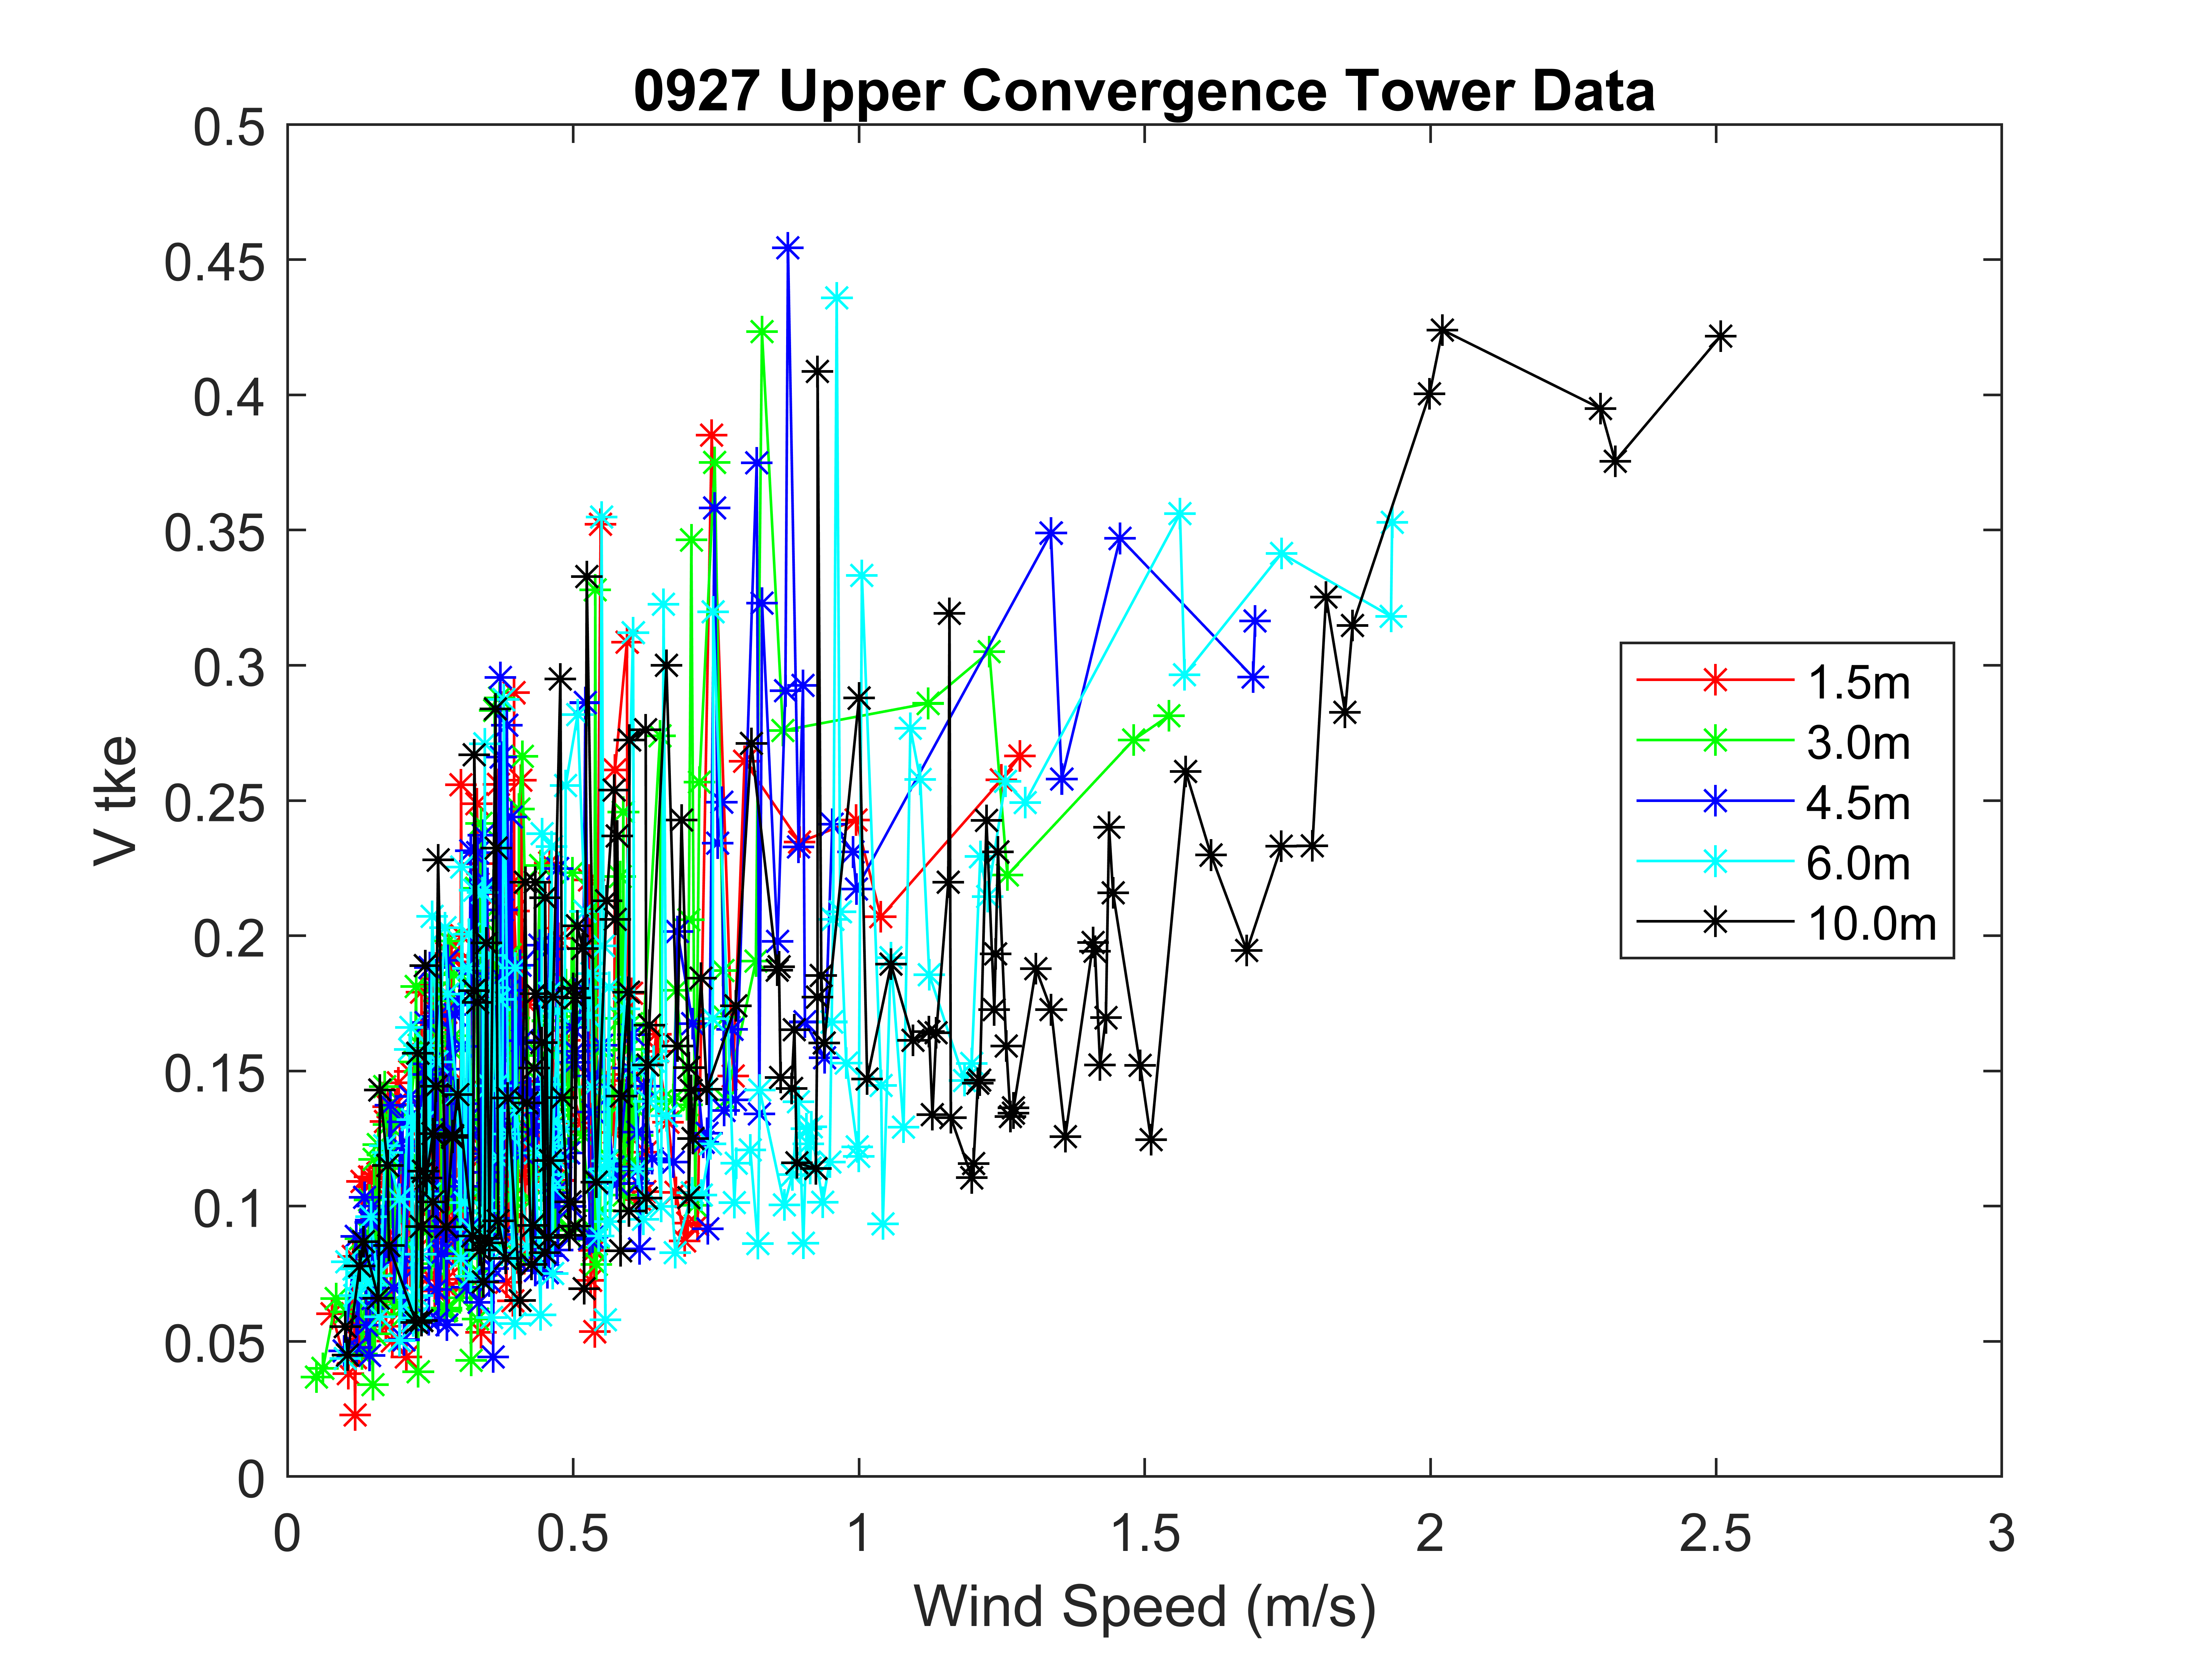 0927 Upper Convergence Tower Data
0.5
0.45
0.4
0.35
0.3
0.25
0.2
0.15
0.1
0.05
0
V tke
1.5m
3.0m
4.5m
6.0m
10.0m
0 0.5 1 1.5 2 2.5 3
Wind Speed (m/s)